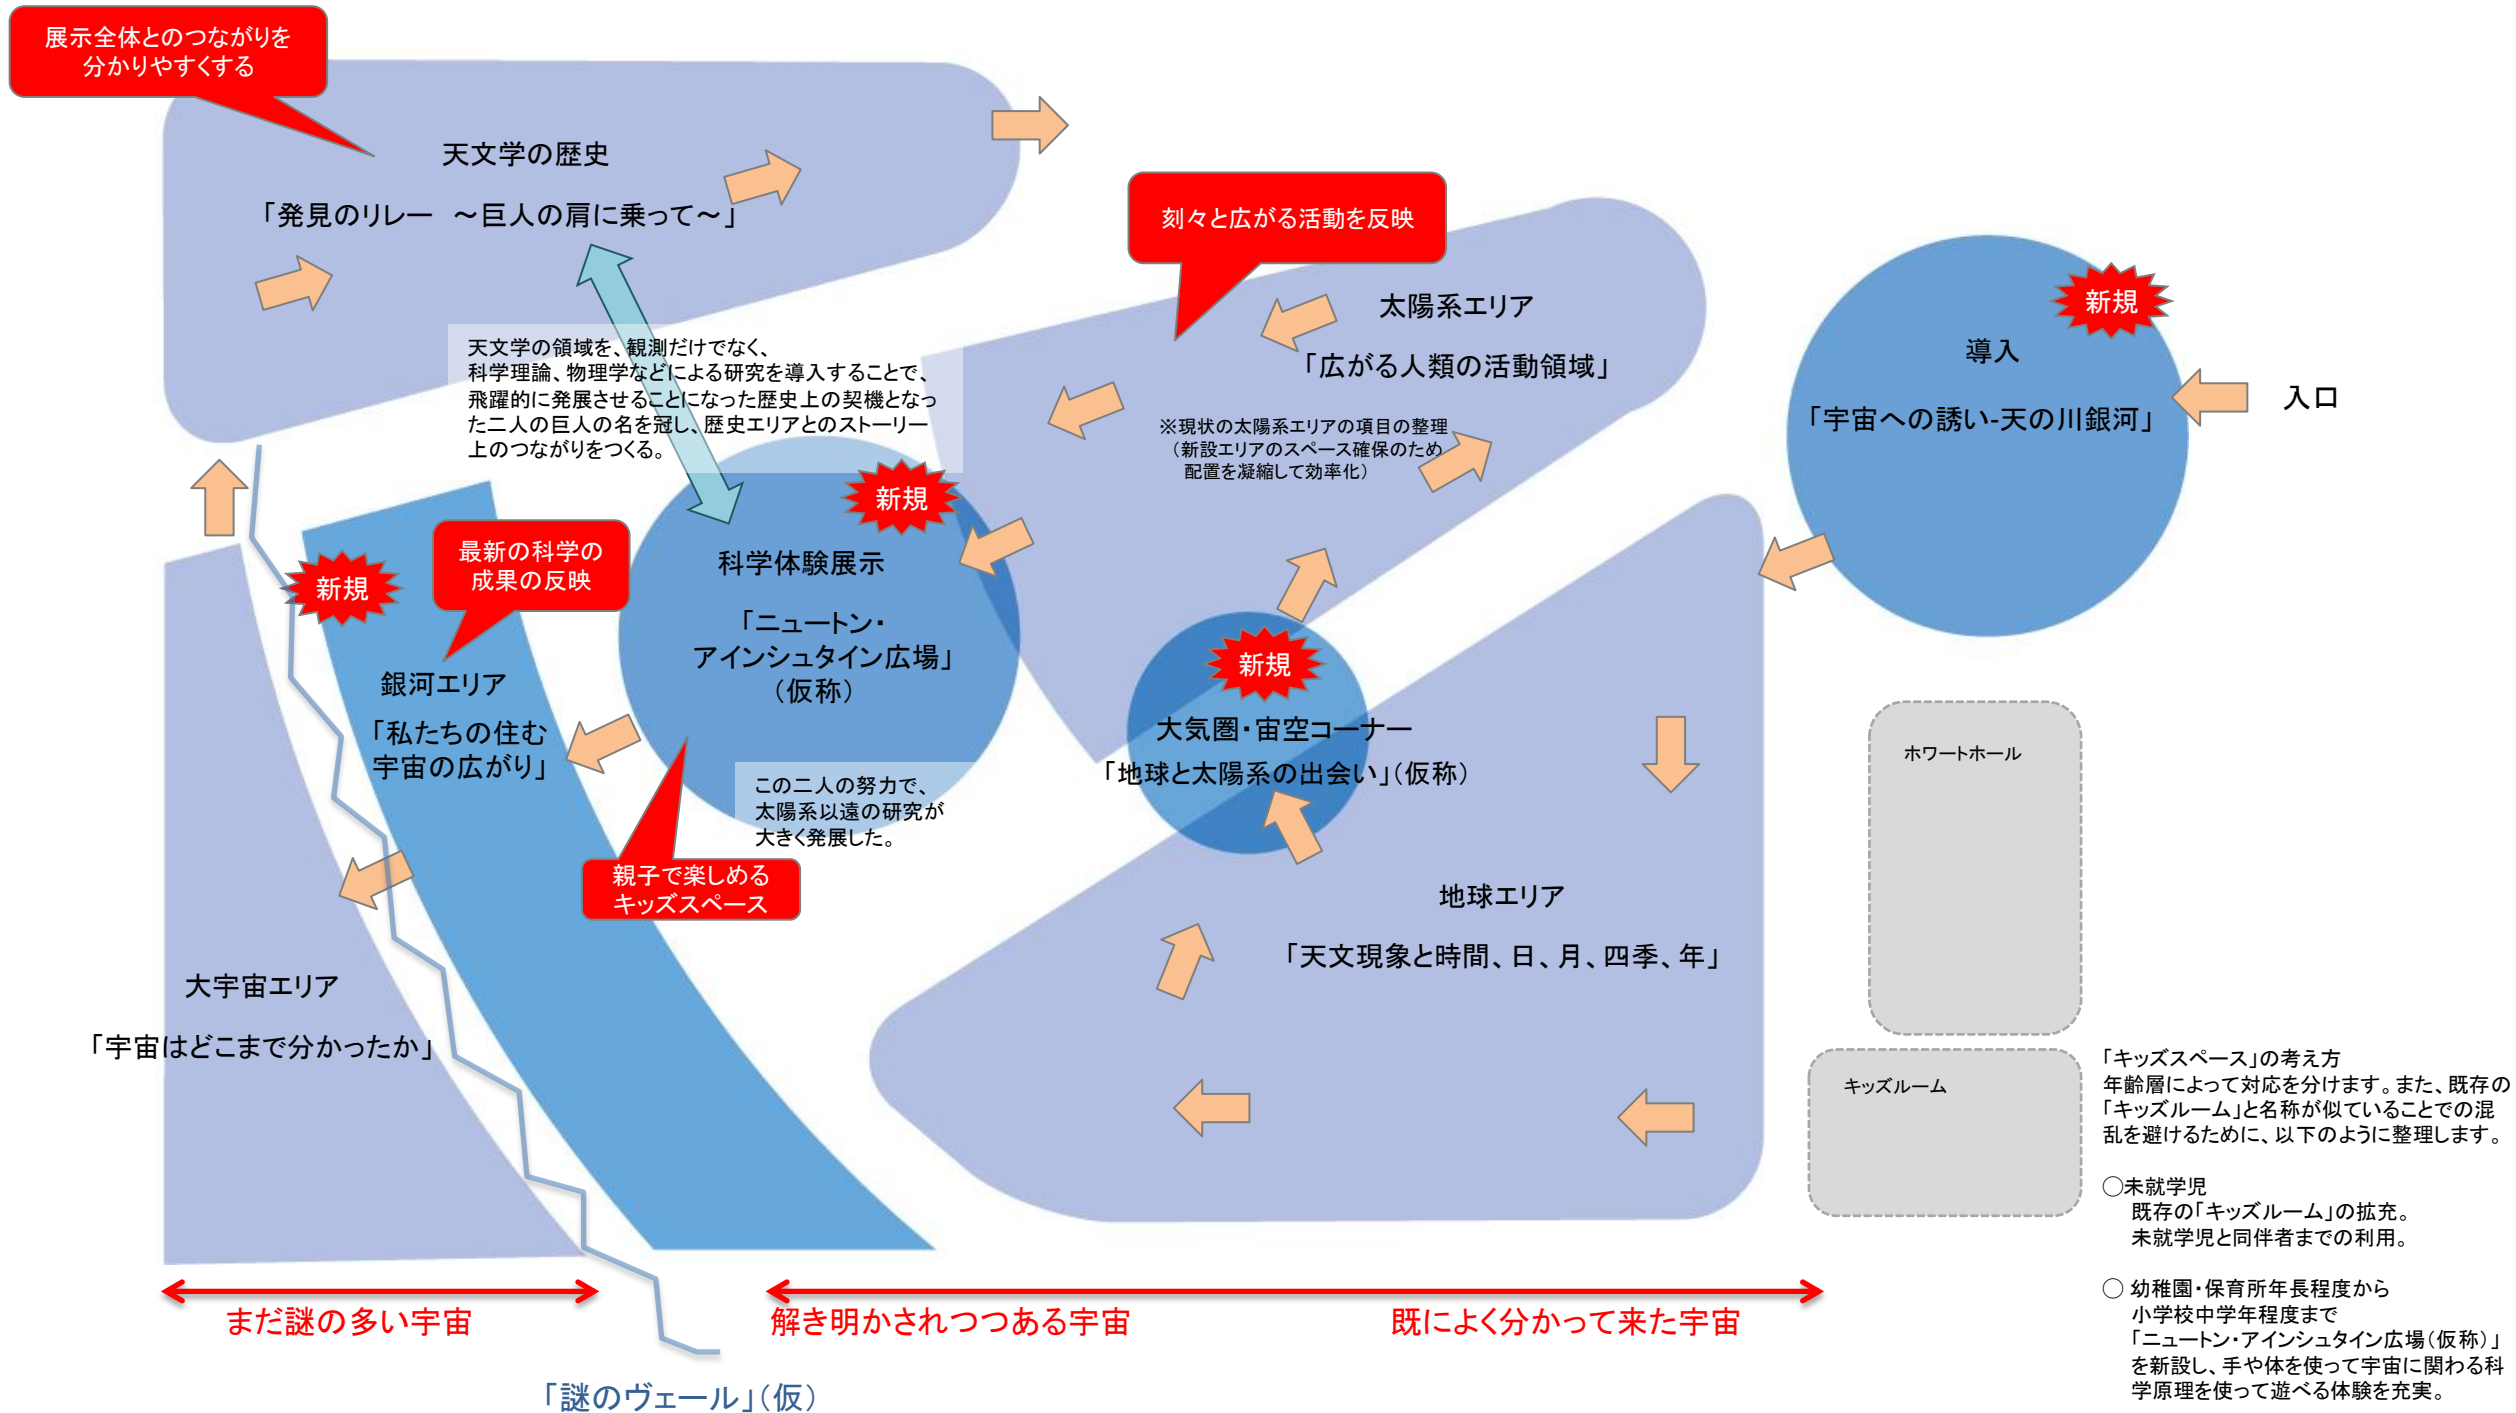 展示全体とのつながりを
分かりやすくする
天文学の歴史
「発見のリレー　～巨人の肩に乗って～」
刻々と広がる活動を反映
太陽系エリア
「広がる人類の活動領域」
※現状の太陽系エリアの項目の整理
（新設エリアのスペース確保のため
配置を凝縮して効率化）
新規
導入
「宇宙への誘い-天の川銀河」
入口
天文学の領域を、観測だけでなく、
科学理論、物理学などによる研究を導入することで、
飛躍的に発展させることになった歴史上の契機となっ
た二人の巨人の名を冠し、歴史エリアとのストーリー
上のつながりをつくる。
新規
科学体験展示
「ニュートン・
アインシュタイン広場」
（仮称）
この二人の努力で、
太陽系以遠の研究が
大きく発展した。
親子で楽しめる
キッズスペース
新規
最新の科学の
成果の反映
銀河エリア
「私たちの住む
宇宙の広がり」
新規
大気圏・宙空コーナー
「地球と太陽系の出会い」（仮称）
地球エリア
「天文現象と時間、日、月、四季、年」
大宇宙エリア
「宇宙はどこまで分かったか」
ホワートホール
キッズルーム
「キッズスペース」の考え方
年齢層によって対応を分けます。また、既存の
「キッズルーム」と名称が似ていることでの混
乱を避けるために、以下のように整理します。
○未就学児
既存の「キッズルーム」の拡充。
未就学児と同伴者までの利用。
○ 幼稚園・保育所年長程度から
小学校中学年程度まで
「ニュートン・アインシュタイン広場（仮称）」
を新設し、手や体を使って宇宙に関わる科
学原理を使って遊べる体験を充実。
まだ謎の多い宇宙
解き明かされつつある宇宙
既によく分かって来た宇宙
「謎のヴェール」（仮）